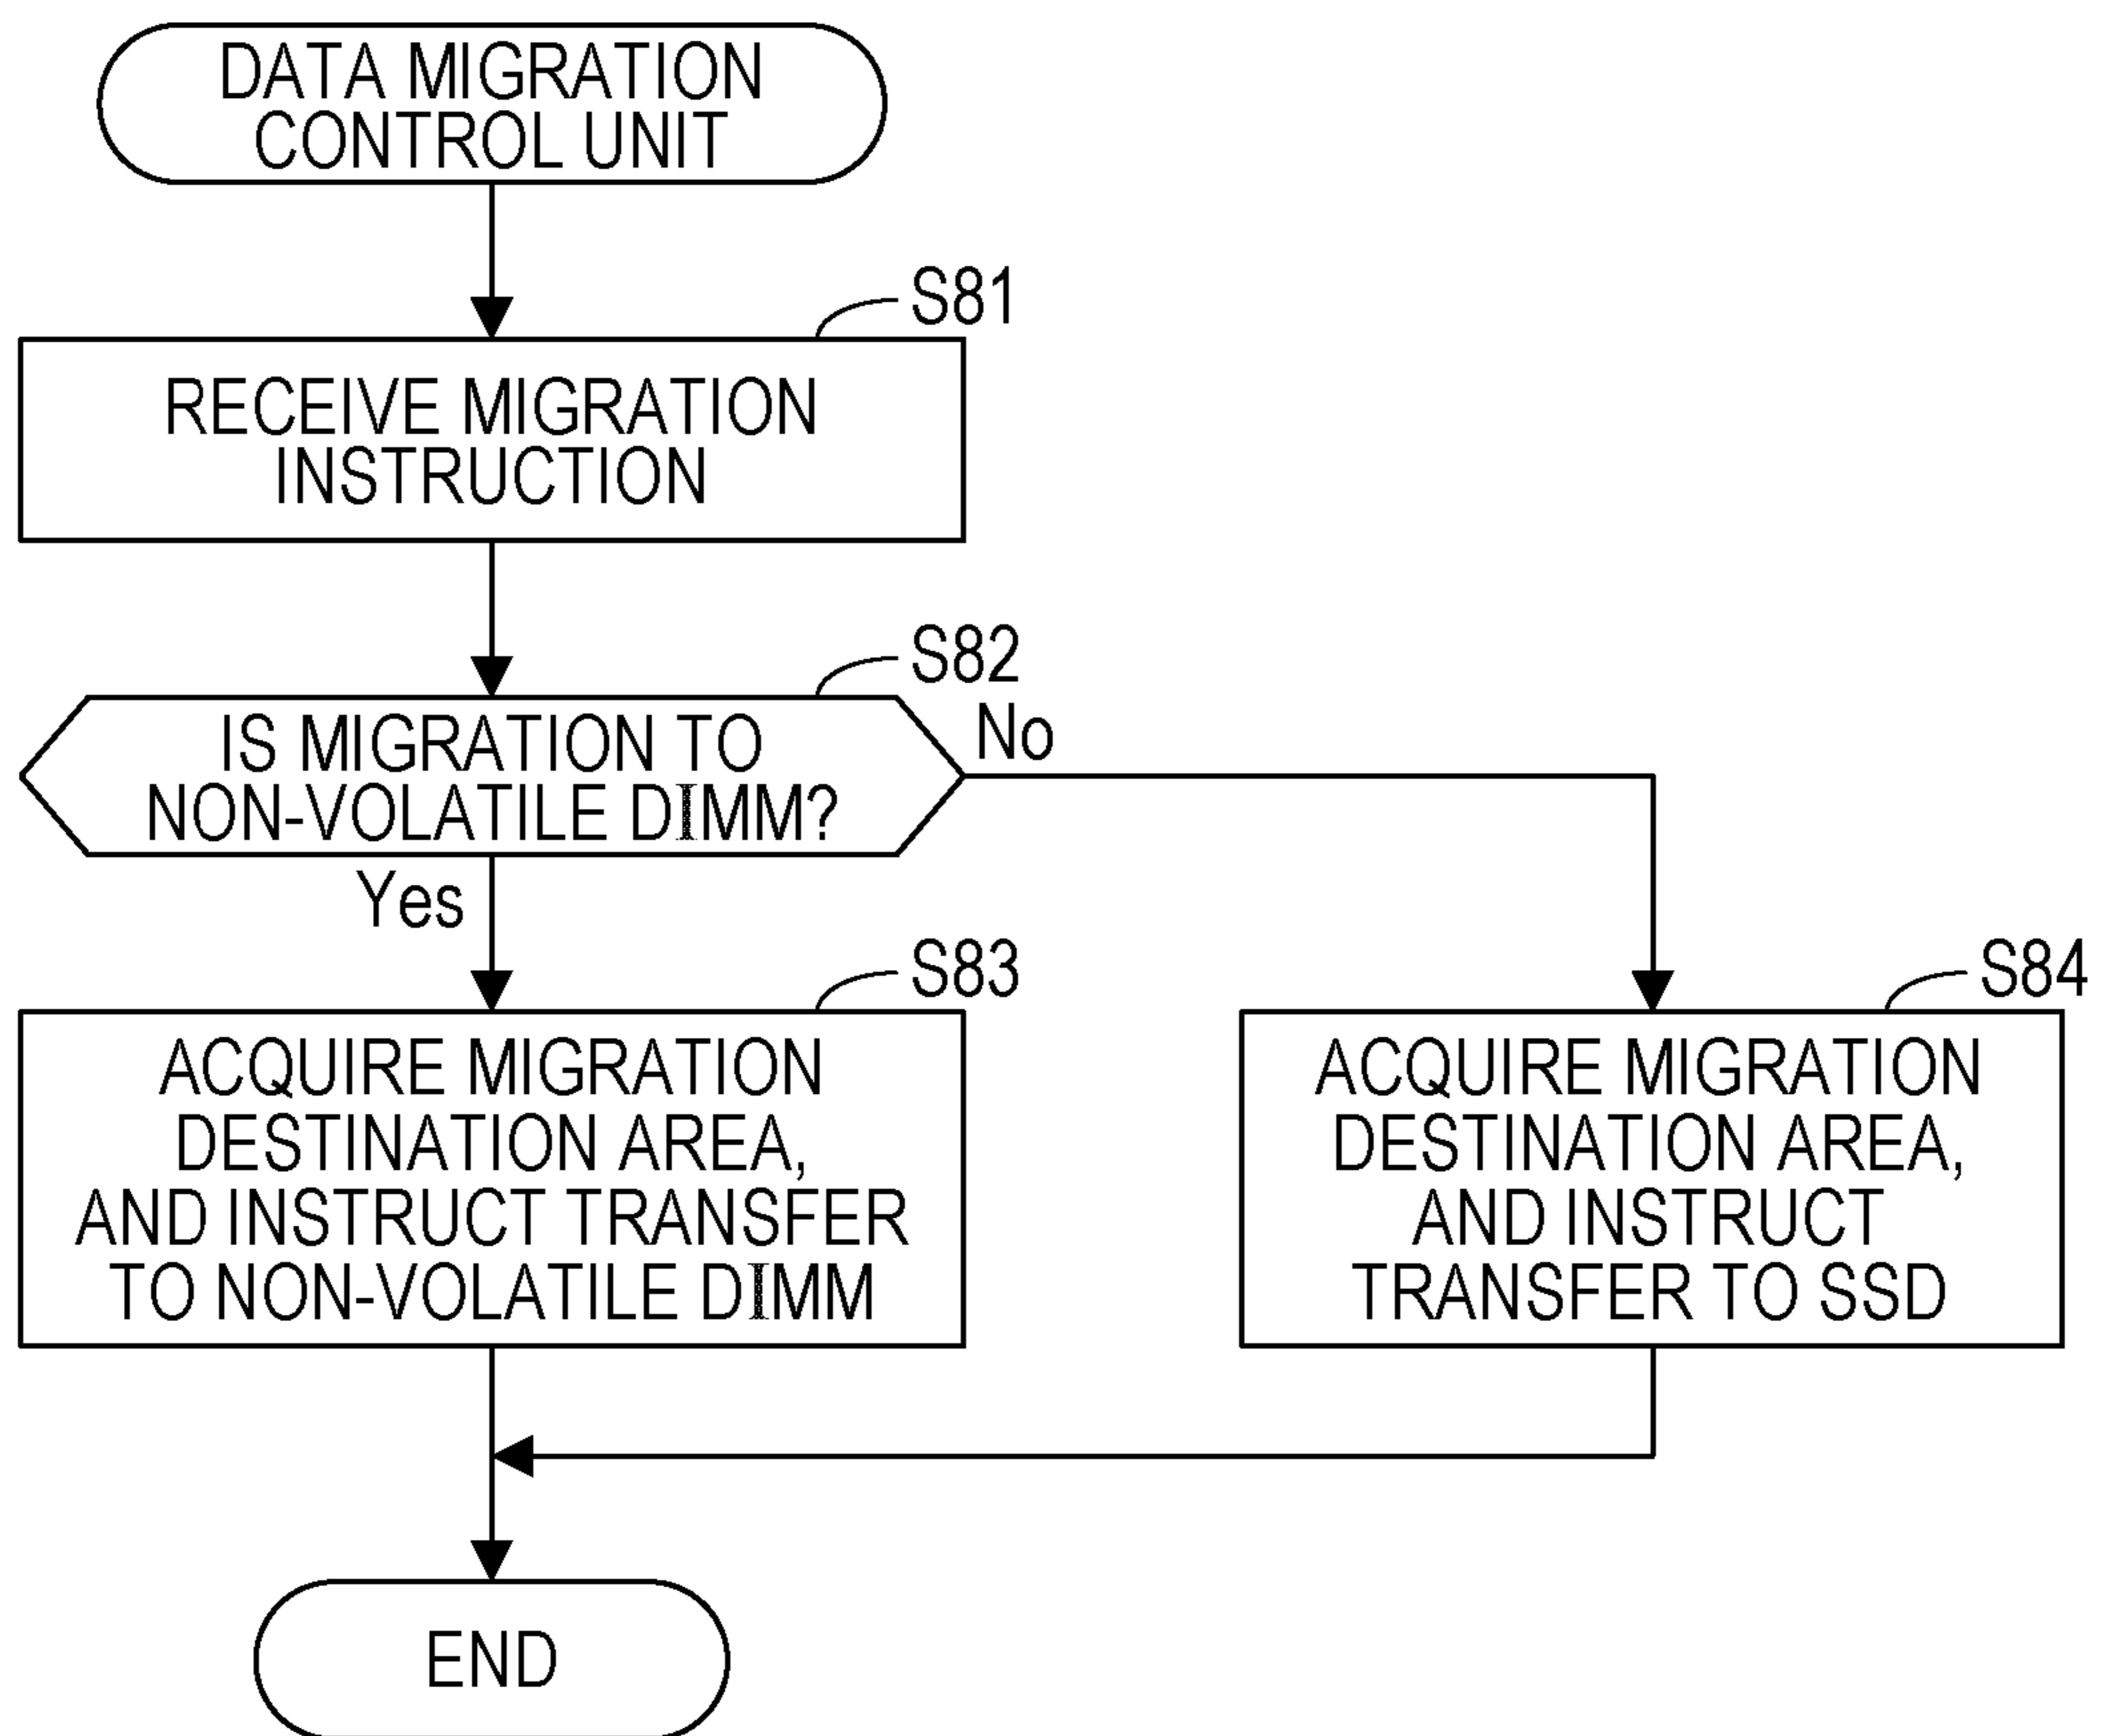 DATA MIGRATION
CONTROL UNIT
S81
RECEIVE MIGRATION
INSTRUCTION
S82
IS MIGRATION TO
NON-VOLATILE DIMM?
No
Yes
S83
ACQUIRE MIGRATION
DESTINATION AREA,
AND INSTRUCT TRANSFER
TO NON-VOLATILE DIMM
S84
ACQUIRE MIGRATION
DESTINATION AREA,
AND INSTRUCT
TRANSFER TO SSD
END